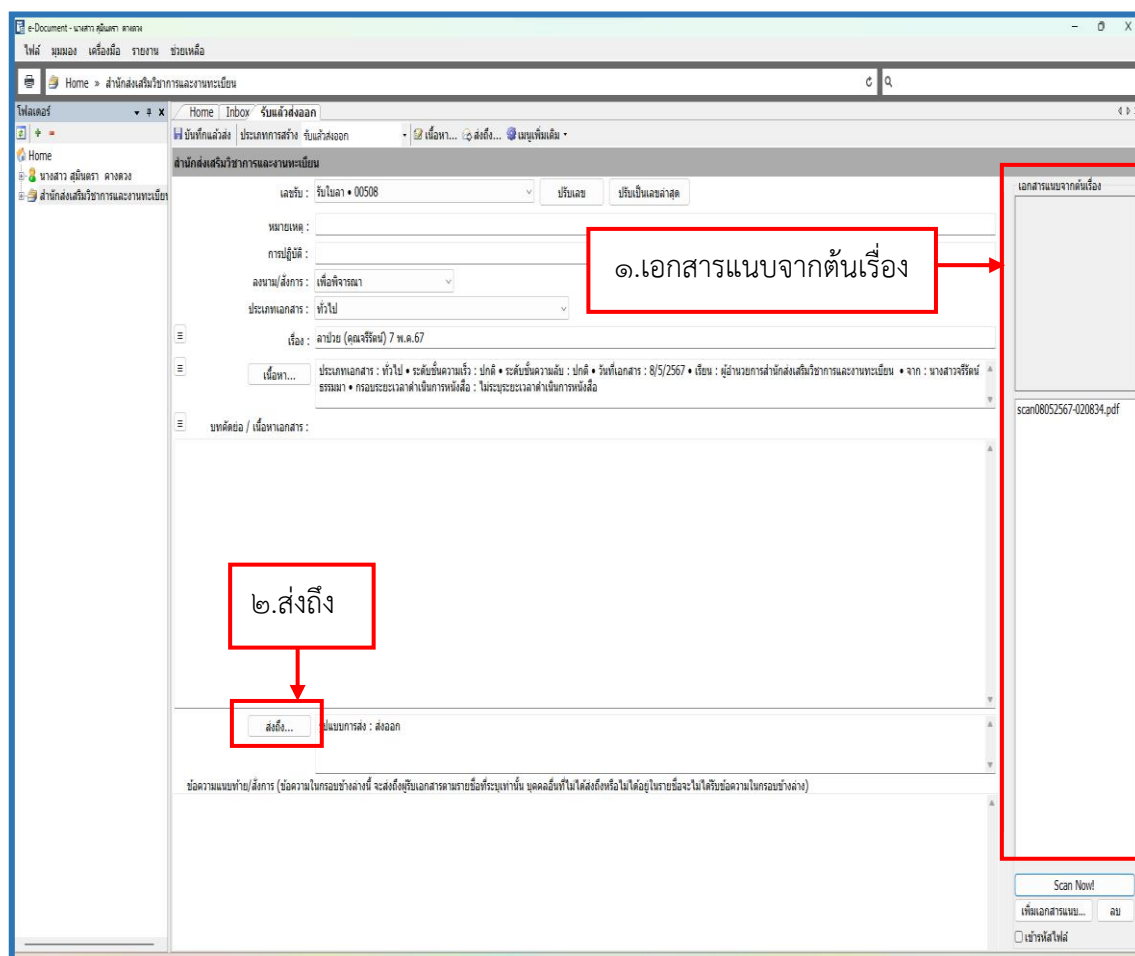 e-Document - นางสาว สุมินตรา ดางดวง
ไฟล์ มุมมอง เครื่องมือ รายงาน ช่วยเหลือ
Home » สำนักส่งเสริมวิชาการและงานทะเบียน
โฟลเดอร์
Home Inbox รับแล้วส่งออก
บันทึกแล้วส่ง ประเภทการสร้าง รับแล้วส่งออก เนื้อหา... ส่งถึง... เมนูเพิ่มเติม
Home
นางสาว สุมินตรา ดางดวง
สำนักส่งเสริมวิชาการและงานทะเบีย
สำนักส่งเสริมวิชาการและงานทะเบียน
เลขรับ : รับใบลา • 00508 ปรับเลข ปรับเป็นเลขล่าสุด
หมายเหตุ :
การปฏิบัติ :
ลงนาม/สั่งการ : เพื่อพิจารณา
ประเภทเอกสาร : ทั่วไป
เรื่อง : ลาป่วย (คุณจรีรัตน์) 7 พ.ค.67
เนื้อหา... ประเภทเอกสาร : ทั่วไป • ระดับชั้นความเร็ว : ปกติ • ระดับชั้นความลับ : ปกติ • วันที่เอกสาร : 8/5/2567 • เรียน : ผู้อำนวยการสำนักส่งเสริมวิชาการและงานทะเบียน • จาก : นางสาวจรีรัตน์
ธรรมมา • กรอบระยะเวลาดำเนินการหนังสือ : ไม่ระบุระยะเวลาดำเนินการหนังสือ
บทคัดย่อ / เนื้อหาเอกสาร :
๑.เอกสารแนบจากต้นเรื่อง
เอกสารแนบจากต้นเรื่อง
scan08052567-020834.pdf
๒.ส่งถึง
ส่งถึง... รูปแบบการส่ง : ส่งออก
ข้อความแนบท้าย/สั่งการ (ข้อความในกรอบข้างล่างนี้ จะส่งถึงผู้รับเอกสารตามรายชื่อที่ระบุเท่านั้น บุคคลอื่นที่ไม่ได้ส่งถึงหรือไม่ได้อยู่ในรายชื่อจะไม่ได้รับข้อความในกรอบข้างล่าง)
Scan Now!
เพิ่มเอกสารแนบ... ลบ
เข้ารหัสไฟล์